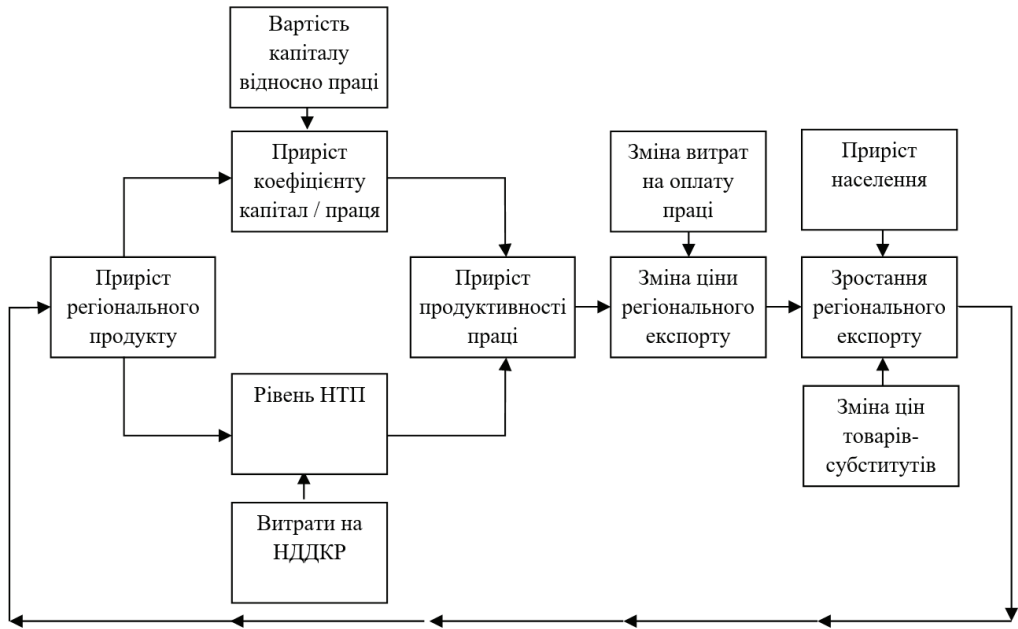 Вартість
капіталу
відносно праці
Приріст
коефіцієнту
капітал / праця
Зміна витрат
на оплату
праці
Приріст
населення
Приріст
регіонального
продукту
Приріст
продуктивності
праці
Зміна ціни
регіонального
експорту
Зростання
регіонального
експорту
Рівень НТП
Зміна цін
товарів-
субститутів
Витрати на
НДДКР